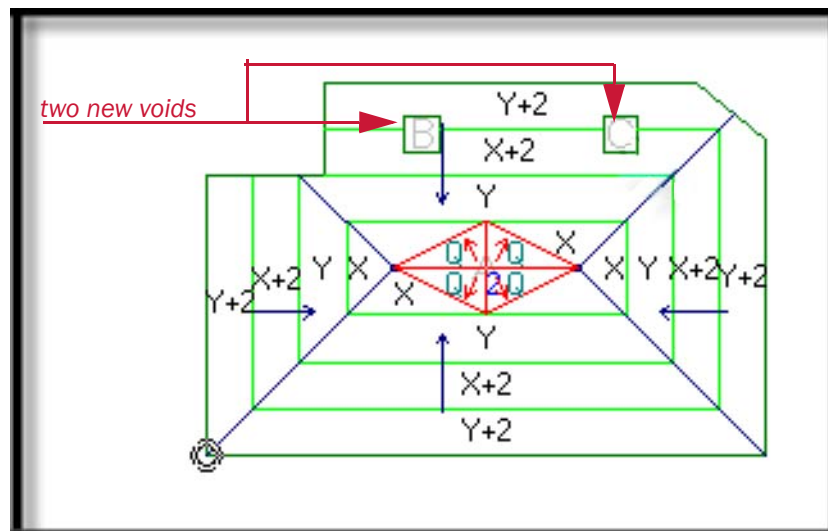 Y+2
two new voids
B
C
X+2
Y
Q Q X
Y X X Y X+2 Y+2
X+2
Y+2
Q 2 Q
X
Y
X+2
Y+2